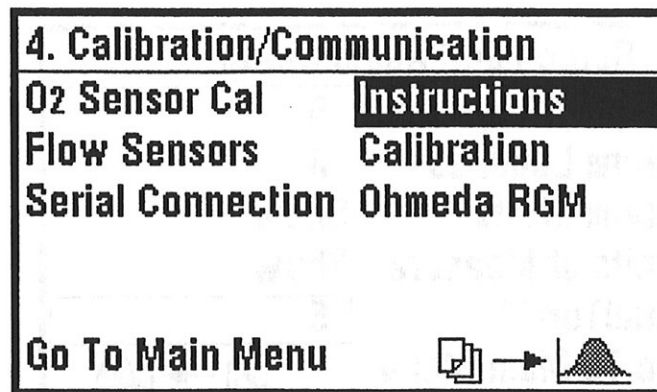 4. Calibration/Communication
O2 Sensor Cal Instructions
Flow Sensors Calibration
Serial Connection Ohmeda RGM
Go To Main Menu